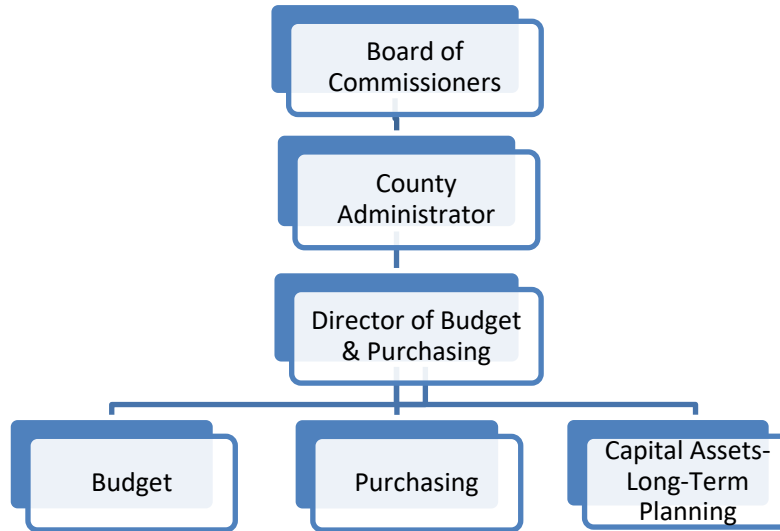 Board of
Commissioners
County
Administrator
Director of Budget
& Purchasing
Budget
Purchasing
Capital Assets-
Long-Term
Planning